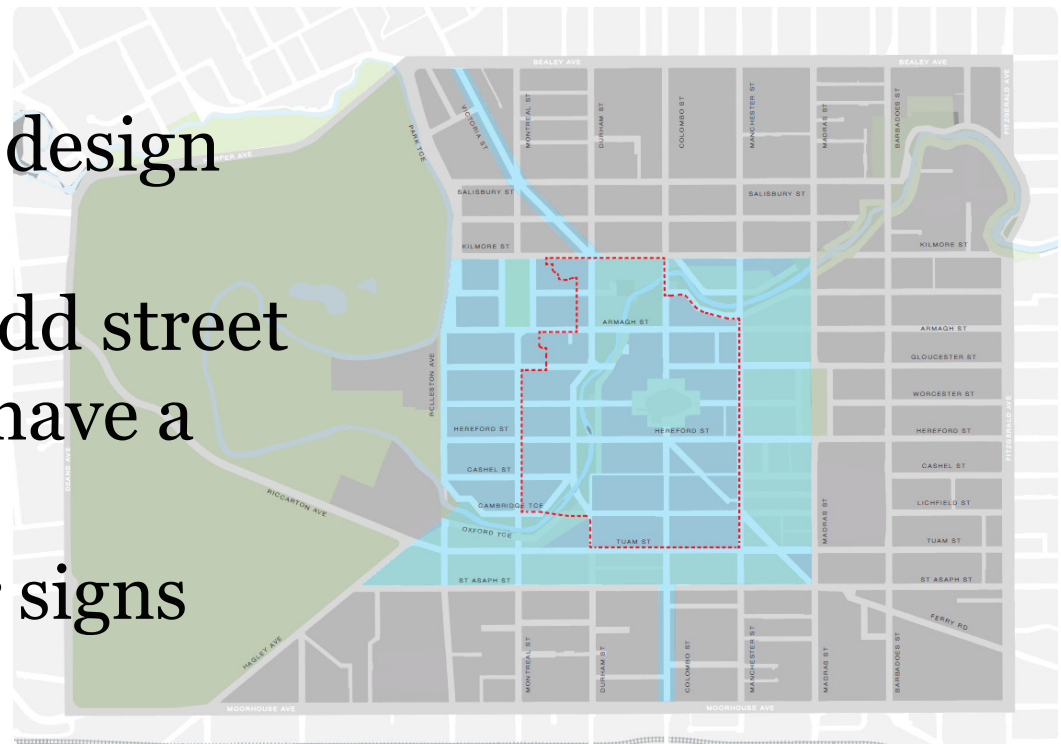 design
dd street
have a
signs
BEALEY AVE
BEALEY AVE
FITZGERALD AVE
PARK TCE
VICTORIA ST
MONTREAL ST
DURHAM ST
COLOMBO ST
MANCHESTER ST
MADRAS ST
BARBADOES ST
SALISBURY ST
SALISBURY ST
KILMORE ST
KILMORE ST
ARMAGH ST
ARMAGH ST
GLOUCESTER ST
ROLLESTON AVE
WORCESTER ST
HEREFORD ST
HEREFORD ST
HEREFORD ST
FITZGERALD AVE
DEANS AVE
CASHEL ST
CASHEL ST
RICCARTON AVE
CAMBRIDGE TCE
LICHFIELD ST
MADRAS ST
OXFORD TCE
TUAM ST
TUAM ST
ST ASAPH ST
ST ASAPH ST
FERRY RD
HAGLEY AVE
MONTREAL ST
DURHAM ST
COLOMBO ST
MANCHESTER ST
MADRAS ST
BARBADOES ST
MOORHOUSE AVE
MOORHOUSE AVE